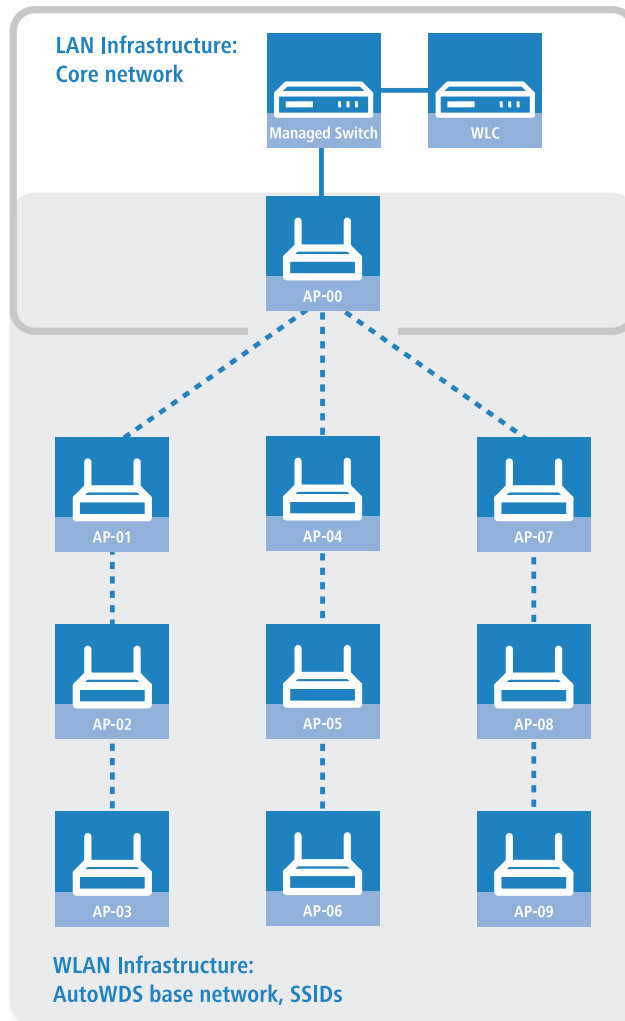 LAN Infrastructure:
Core network
Managed Switch
WLC
AP-00
AP-01
AP-04
AP-07
AP-02
AP-05
AP-08
AP-03
AP-06
AP-09
WLAN Infrastructure:
AutoWDS base network, SSIDs